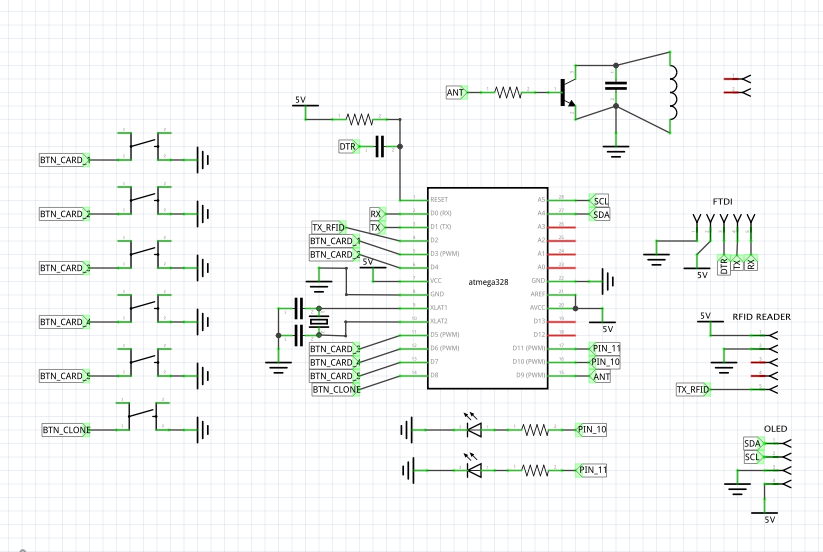 ANT
5V
DTR
BTN_CARD_1
BTN_CARD_2
BTN_CARD_3
BTN_CARD_4
BTN_CARD_5
BTN_CLONE
RX
TX
TX_RFID
BTN_CARD_1
BTN_CARD_2
5V
BTN_CARD_3
BTN_CARD_4
BTN_CARD_5
BTN_CLONE
RESET
D0 (RX)
D1 (TX)
D2
D3 (PWM)
D4
VCC
GND
XLAT1
XLAT2
D5 (PWM)
D6 (PWM)
D7
D8
atmega328
A5
A4
A3
A2
A1
A0
GND
AREF
AVCC
D13
D12
D11 (PWM)
D10 (PWM)
D9 (PWM)
SCL
SDA
5V
PIN_11
PIN_10
ANT
PIN_10
PIN_11
FTDI
5V
DTR
TX
RX
RFID READER
5V
TX_RFID
OLED
SDA
SCL
5V